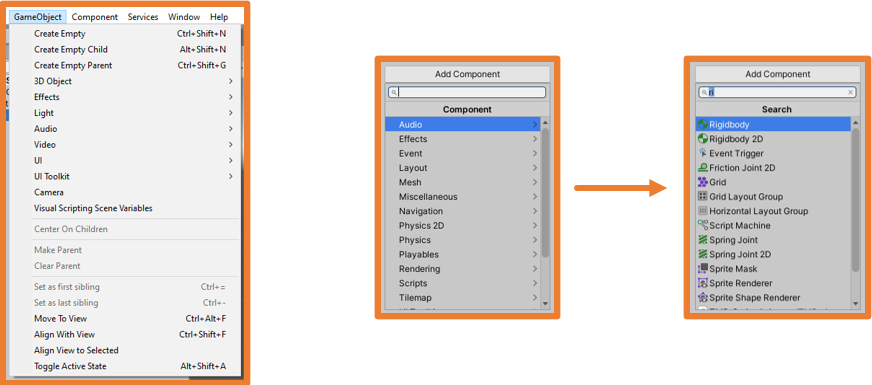 GameObject Component Services Window Help
Create Empty Ctrl+Shift+N
Create Empty Child Alt+Shift+N
Create Empty Parent Ctrl+Shift+G
3D Object
Effects
Light
Audio
Video
UI
UI Toolkit
Camera
Visual Scripting Scene Variables
Center On Children
Make Parent
Clear Parent
Set as first sibling Ctrl+=
Set as last sibling Ctrl+-
Move To View Ctrl+Alt+F
Align With View Ctrl+Shift+F
Align View to Selected
Toggle Active State Alt+Shift+A
Add Component
Component
Audio
Effects
Event
Layout
Mesh
Miscellaneous
Navigation
Physics 2D
Physics
Playables
Rendering
Scripts
Tilemap
Add Component
ri
Search
Rigidbody
Rigidbody 2D
Event Trigger
Friction Joint 2D
Grid
Grid Layout Group
Horizontal Layout Group
Script Machine
Spring Joint
Spring Joint 2D
Sprite Mask
Sprite Renderer
Sprite Shape Renderer